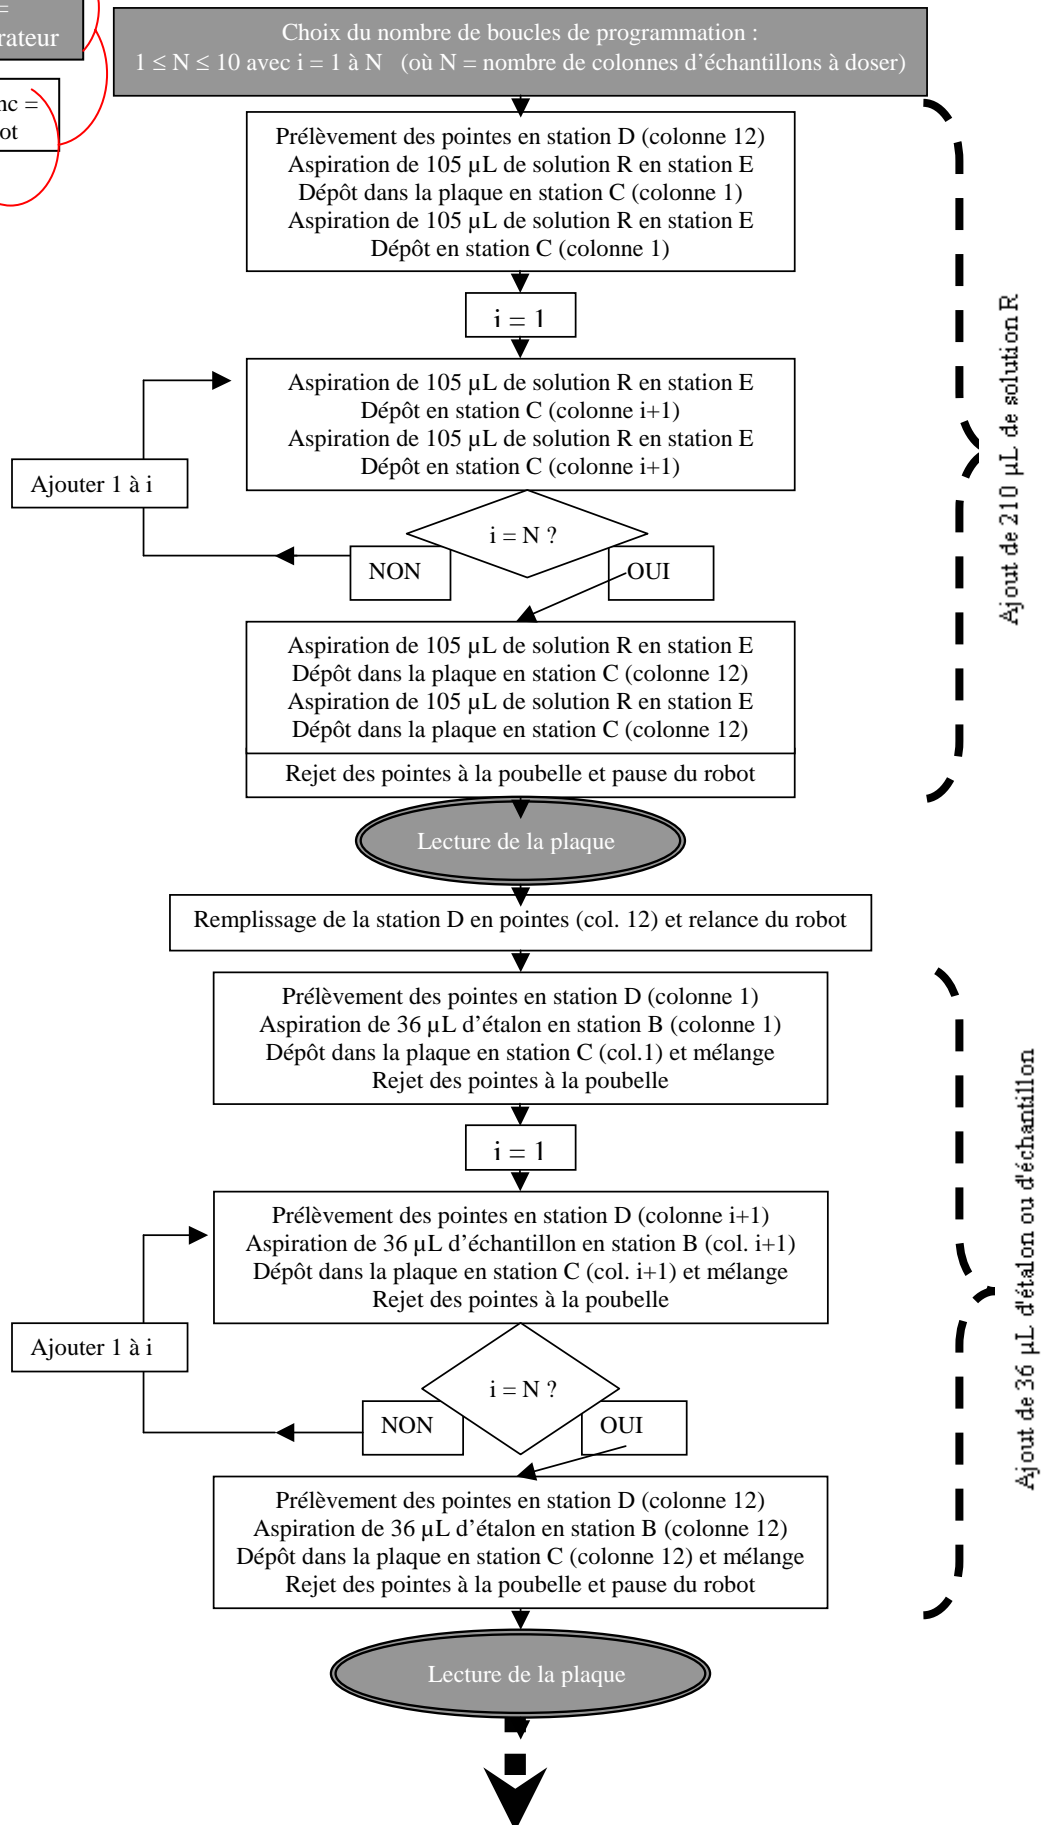 =
rateur
nc =
ot
Choix du nombre de boucles de programmation :
1 ≤ N ≤ 10 avec i = 1 à N (où N = nombre de colonnes d’échantillons à doser)
Prélèvement des pointes en station D (colonne 12)
Aspiration de 105 µL de solution R en station E
Dépôt dans la plaque en station C (colonne 1)
Aspiration de 105 µL de solution R en station E
Dépôt en station C (colonne 1)
i = 1
Aspiration de 105 µL de solution R en station E
Dépôt en station C (colonne i+1)
Aspiration de 105 µL de solution R en station E
Dépôt en station C (colonne i+1)
Ajouter 1 à i
i = N ?
NON
OUI
Aspiration de 105 µL de solution R en station E
Dépôt dans la plaque en station C (colonne 12)
Aspiration de 105 µL de solution R en station E
Dépôt dans la plaque en station C (colonne 12)
Rejet des pointes à la poubelle et pause du robot
Ajout de 210 µL de solution R
Lecture de la plaque
Remplissage de la station D en pointes (col. 12) et relance du robot
Prélèvement des pointes en station D (colonne 1)
Aspiration de 36 µL d’étalon en station B (colonne 1)
Dépôt dans la plaque en station C (col.1) et mélange
Rejet des pointes à la poubelle
i = 1
Prélèvement des pointes en station D (colonne i+1)
Aspiration de 36 µL d’échantillon en station B (col. i+1)
Dépôt dans la plaque en station C (col. i+1) et mélange
Rejet des pointes à la poubelle
Ajouter 1 à i
i = N ?
NON
OUI
Prélèvement des pointes en station D (colonne 12)
Aspiration de 36 µL d’étalon en station B (colonne 12)
Dépôt dans la plaque en station C (colonne 12) et mélange
Rejet des pointes à la poubelle et pause du robot
Ajout de 36 µL d'étalon ou d'échantillon
Lecture de la plaque